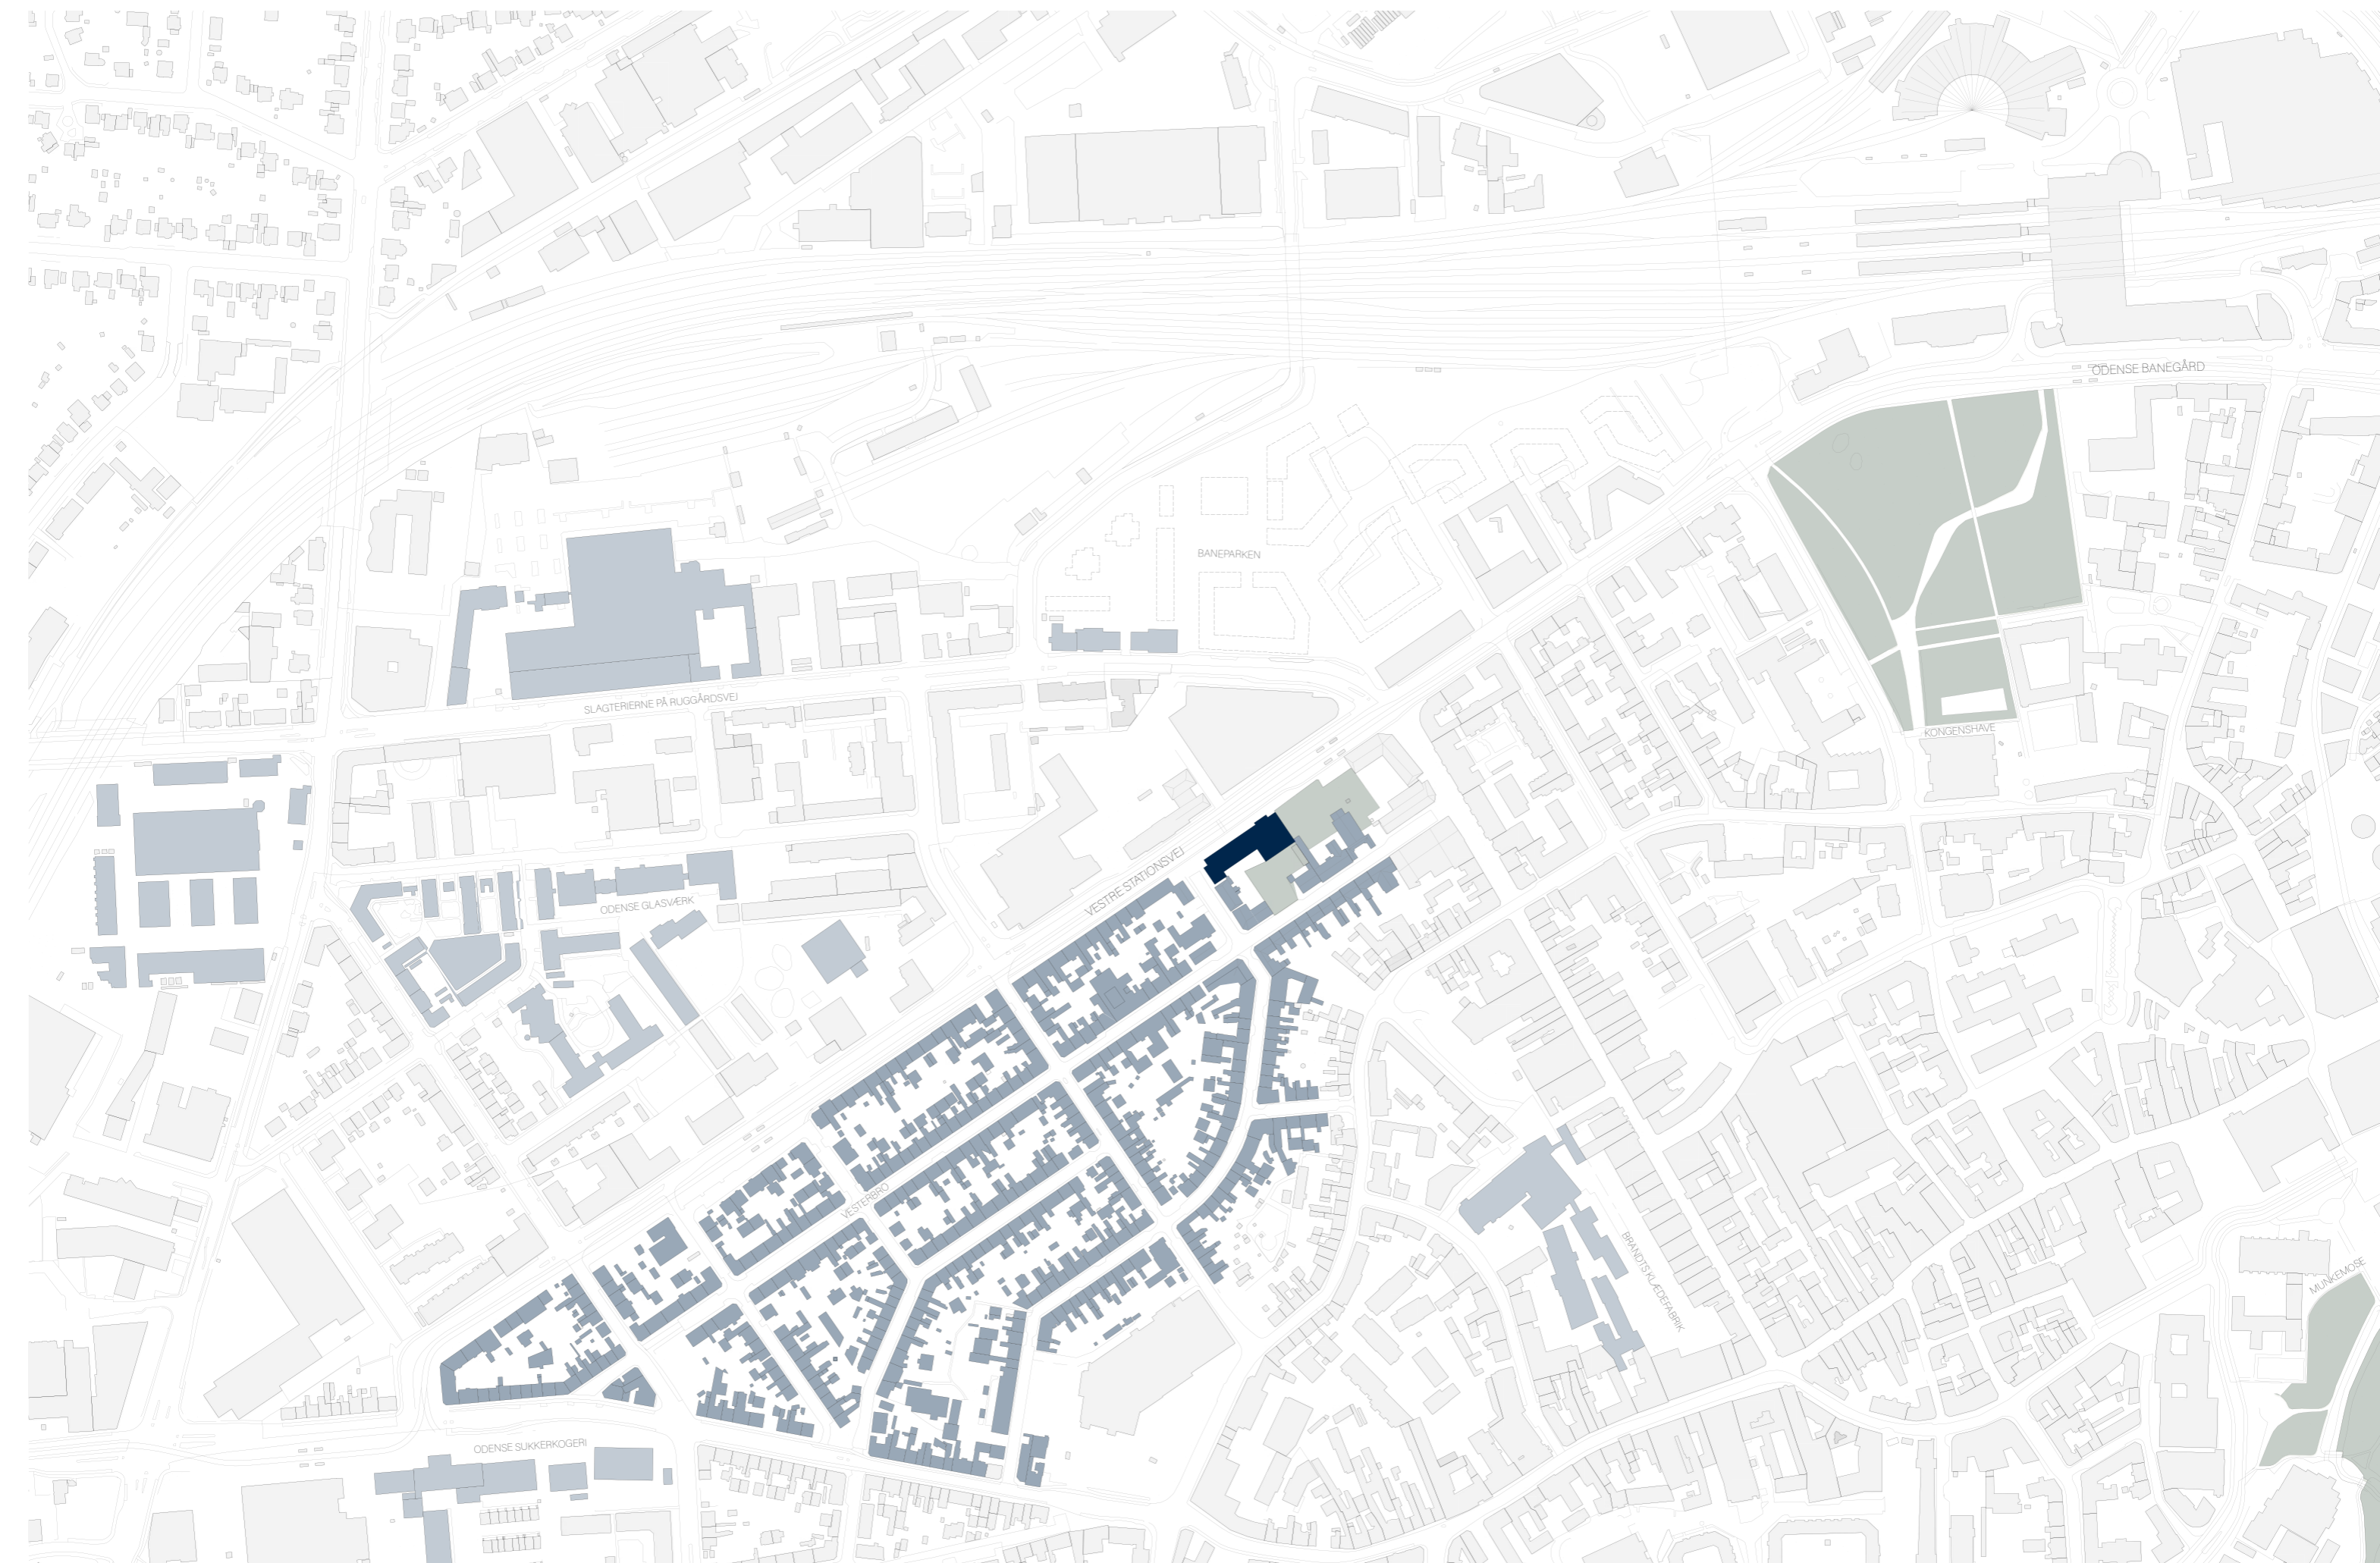 ODENSE BANEGÅRD
BANEPARKEN
SLAGTERIERNE PÅ RUGGÅRDSVEJ
KONGENSHAVE
VESTRE STATIONSVEJ
ODENSE GLASVÆRK
VESTERBRO
BRANDTS KLÆDEFABRIK
MUNKEMOSE
ODENSE SUKKERKOGERI